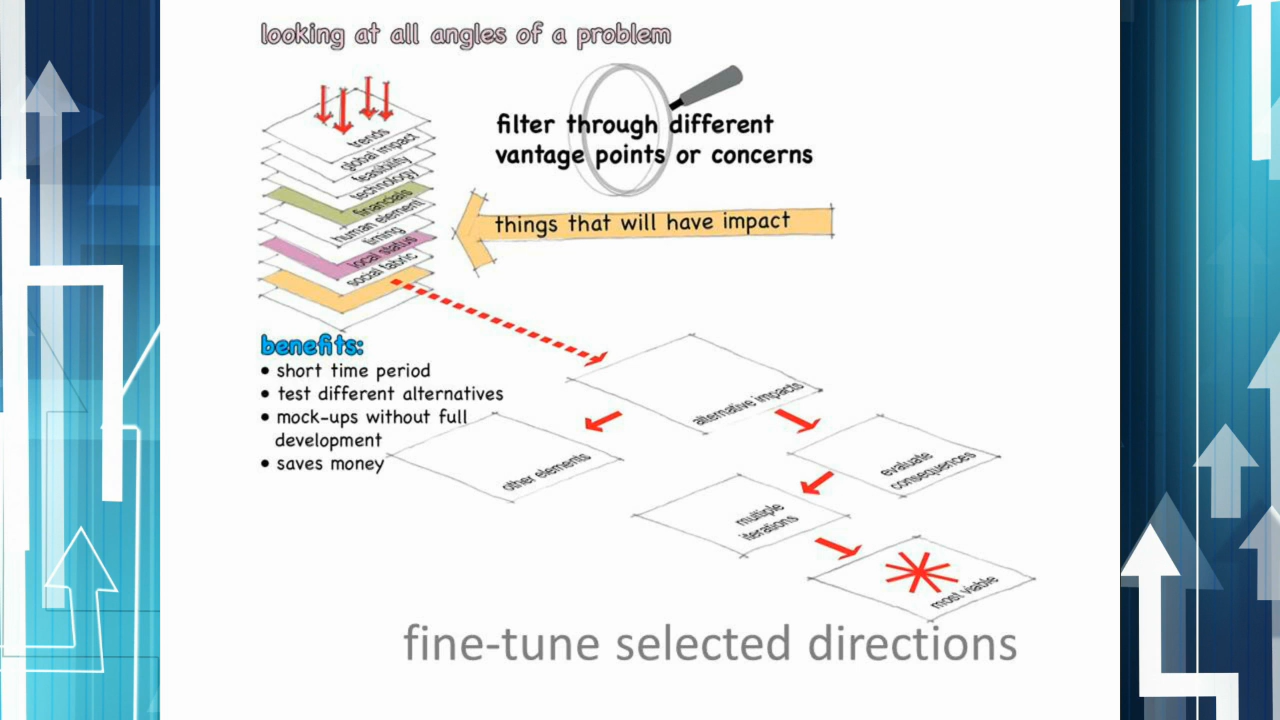 looking at all angles of a problem
filter through different
vantage points or concerns
trends
global impact
feasibility
technology
financials
human element
timing
local status
social fabric
things that will have impact
benefits:
• short time period
• test different alternatives
• mock-ups without full
development
• saves money
alternative impacts
other elements
evaluate
consequences
multiple
iterations
most viable
fine-tune selected directions